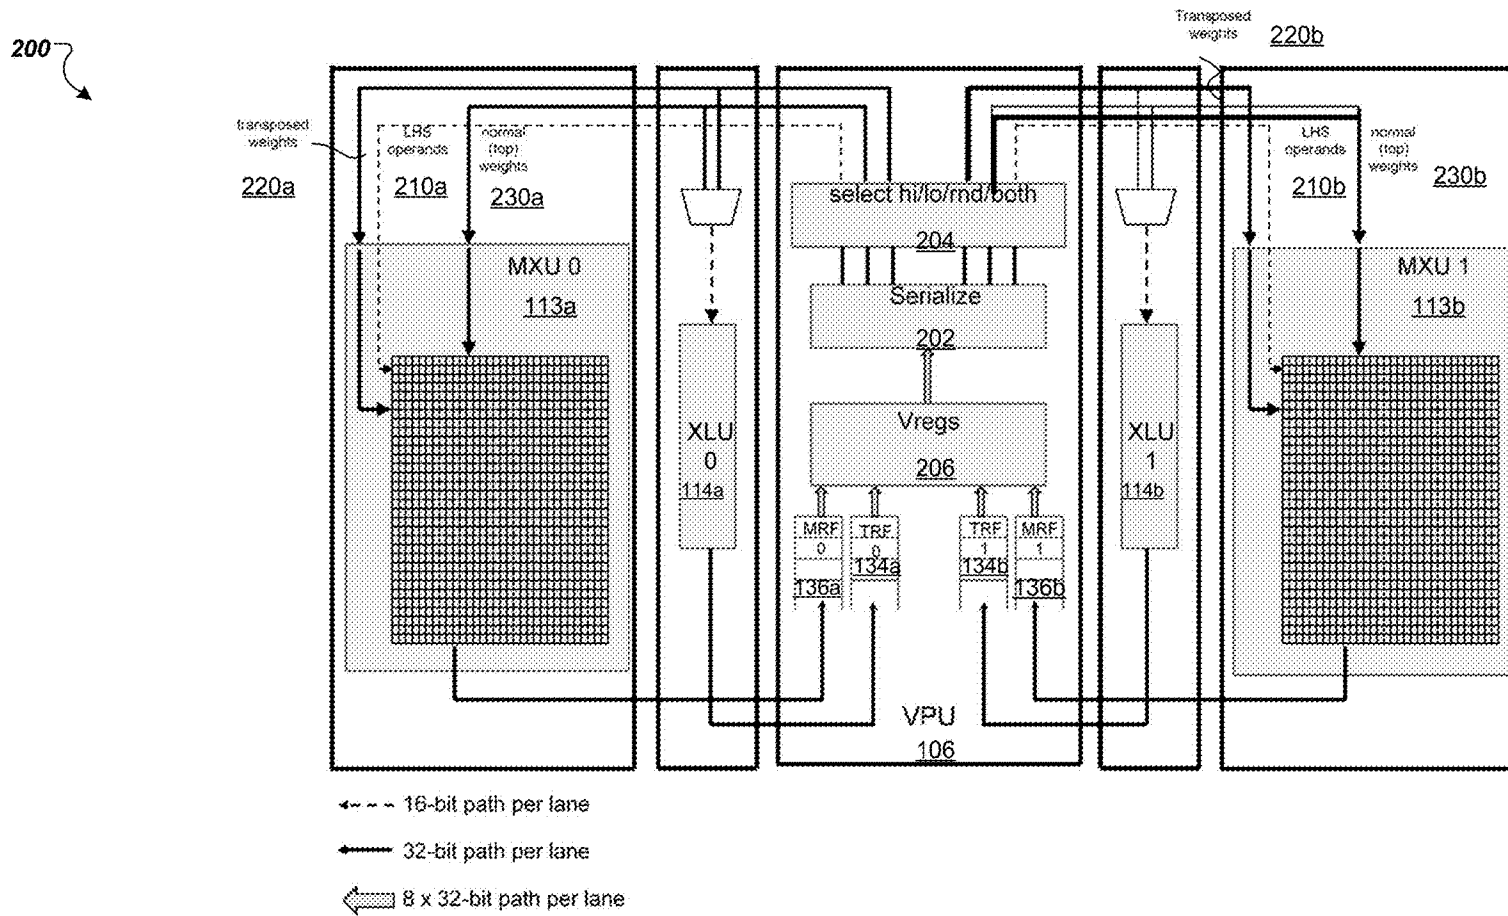 200
Transposed
weights
220b
transposed
weights
220a
LHS
operands
210a
normal
(top)
weights
230a
select hi/lo/rnd/both
204
LHS
operands
210b
normal
(top)
weights
230b
MXU 0
113a
Serialize
202
MXU 1
113b
XLU
0
114a
Vregs
206
XLU
1
114b
MRF
0
136a
TRF
0
134a
TRF
1
134b
MRF
1
136b
VPU
106
16-bit path per lane
32-bit path per lane
8 x 32-bit path per lane